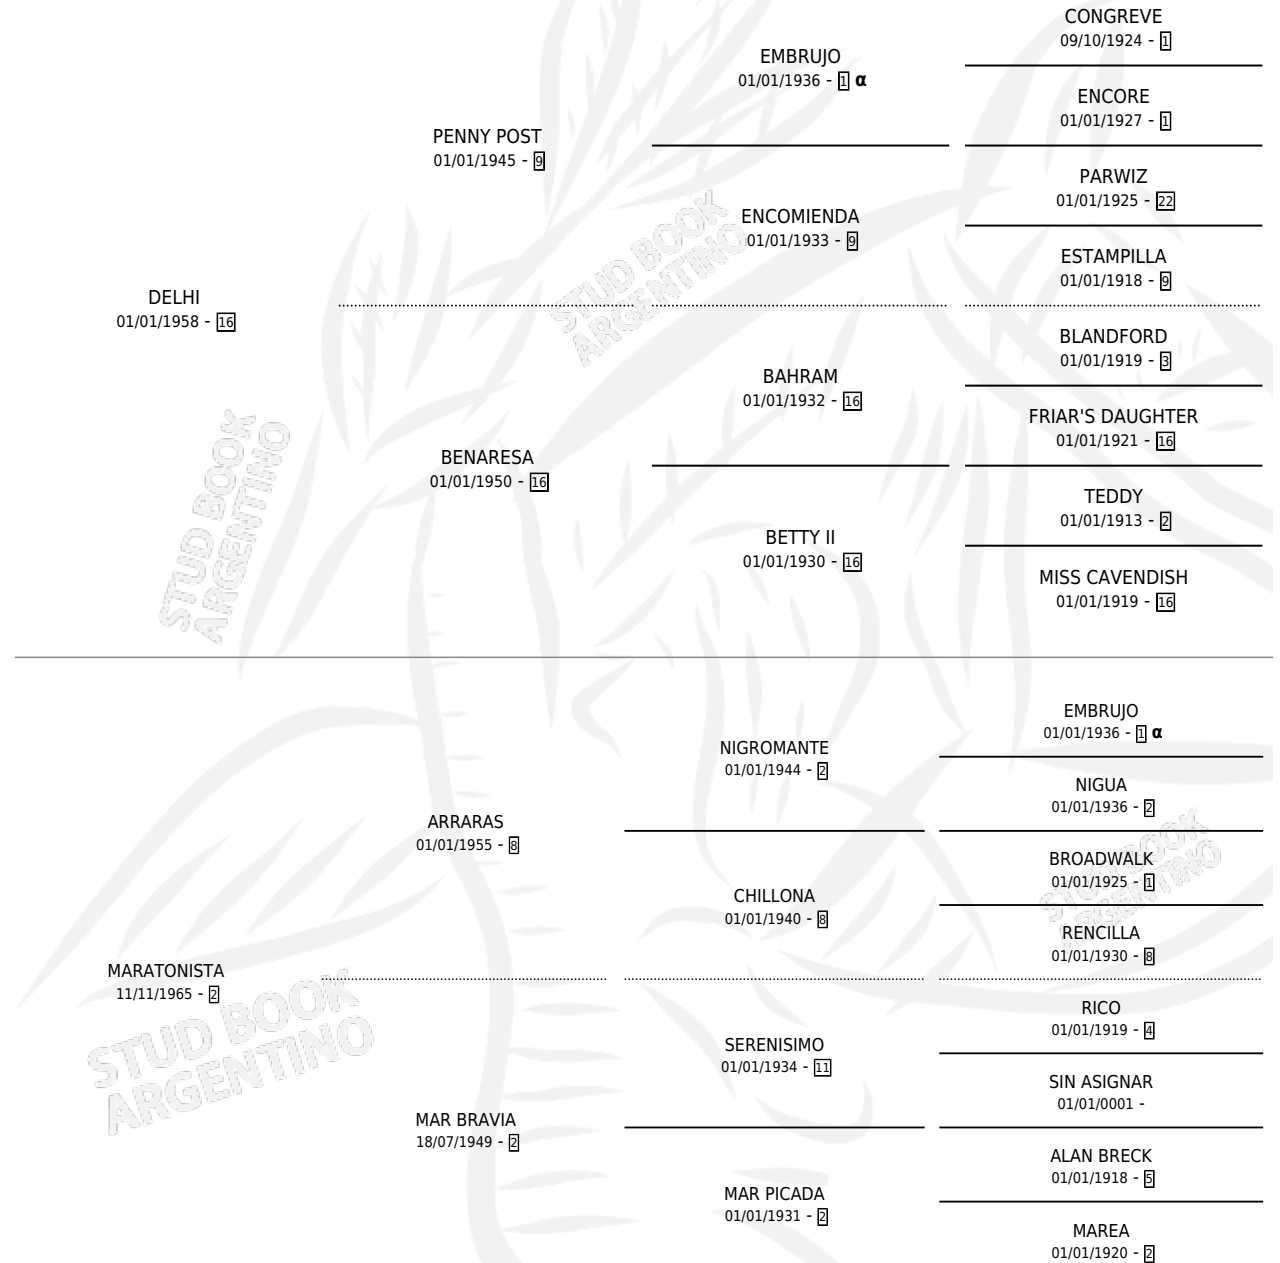 CONGREVE
09/10/1924 - 1
EMBRUJO
01/01/1936 - 1 α
ENCORE
01/01/1927 - 1
PENNY POST
01/01/1945 - 9
PARWIZ
01/01/1925 - 22
ENCOMIENDA
01/01/1933 - 9
ESTAMPILLA
01/01/1918 - 9
DELHI
01/01/1958 - 16
BLANDFORD
01/01/1919 - 3
BAHRAM
01/01/1932 - 16
FRIAR'S DAUGHTER
01/01/1921 - 16
BENARESA
01/01/1950 - 16
TEDDY
01/01/1913 - 2
BETTY II
01/01/1930 - 16
MISS CAVENDISH
01/01/1919 - 16
EMBRUJO
01/01/1936 - 1 α
NIGROMANTE
01/01/1944 - 2
NIGUA
01/01/1936 - 2
ARRARAS
01/01/1955 - 8
BROADWALK
01/01/1925 - 1
CHILLONA
01/01/1940 - 8
RENCILLA
01/01/1930 - 8
MARATONISTA
11/11/1965 - 2
RICO
01/01/1919 - 4
SERENISIMO
01/01/1934 - 11
SIN ASIGNAR
01/01/0001 -
MAR BRAVIA
18/07/1949 - 2
ALAN BRECK
01/01/1918 - 5
MAR PICADA
01/01/1931 - 2
MAREA
01/01/1920 - 2
STUD BOOK
ARGENTINO
STUD BOOK
ARGENTINO
STUD BOOK
ARGENTINO
STUD BOOK
ARGENTINO